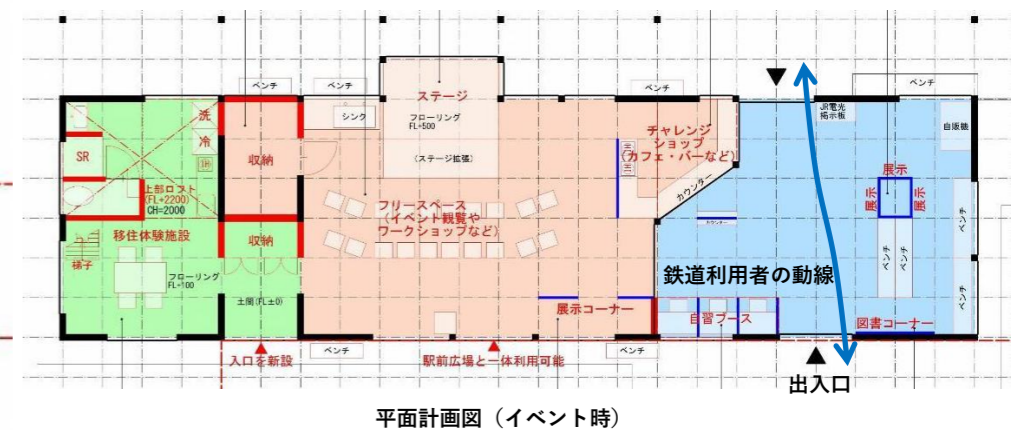 ベンチ
ベンチ
ベンチ
ベンチ
ステージ
フローリング
FL+500
(ステージ拡張)
シンク
洗
冷
IH
SR
上部ロフト
(FL+2200)
CH=2000
移住体験施設
梯子
フローリング
FL+100
収納
収納
土間(FL±0)
フリースペース
(イベント観覧や
ワークショップなど)
チャレンジ
ショップ
(カフェ・バーなど)
カウンター
JR電光
掲示板
自販機
展示
展示
展示
ベンチ
ベンチ
ベンチ
ベンチ
鉄道利用者の動線
展示コーナー
自習ブース
図書コーナー
入口を新設
ベンチ
駅前広場と一体利用可能
ベンチ
出入口
平面計画図(イベント時)